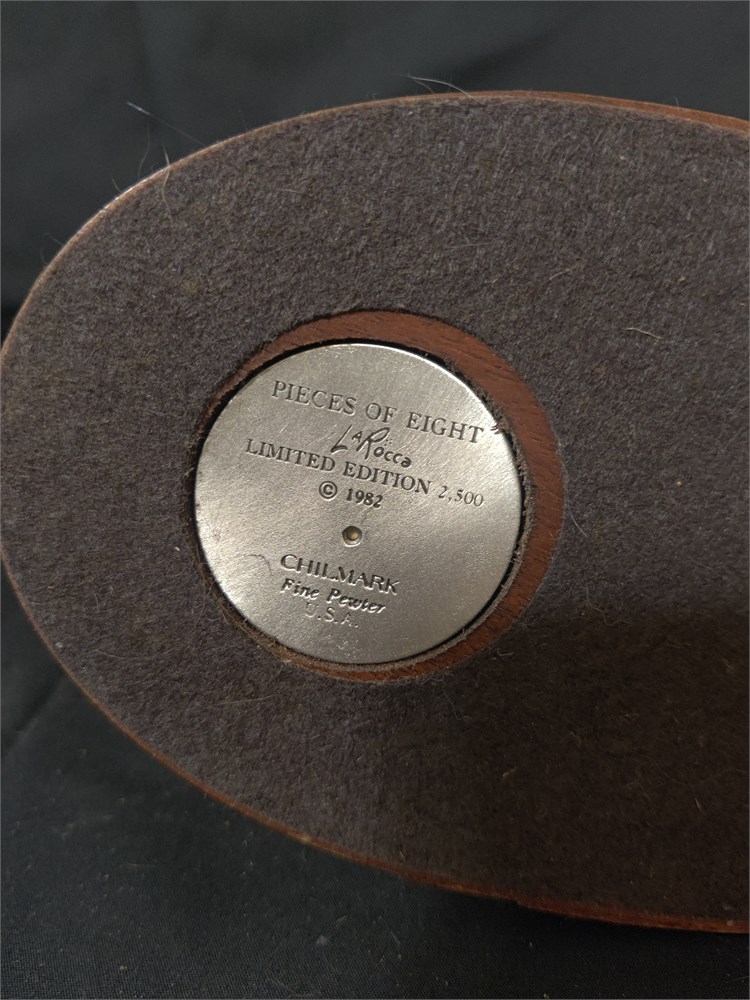 PIECES OF EIGHT
LaRocca
LIMITED EDITION 2,500
© 1982
CHILMARK
Fine Pewter
U.S.A.